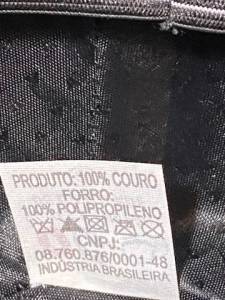 PRODUTO: 100% COURO
FORRO:
100% POLIPROPILENO
CNPJ:
08.760.876/0001-48
INDÚSTRIA BRASILEIRA